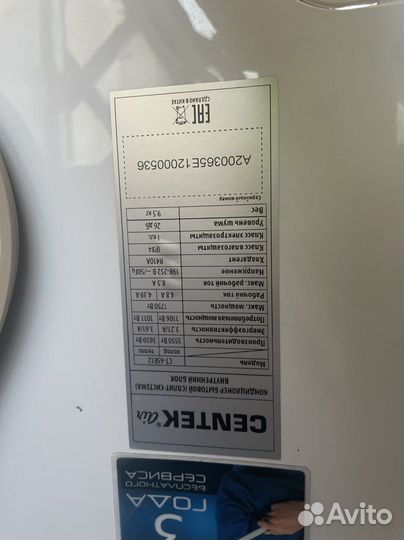 CENTEK air®
КОНДИЦИОНЕР БЫТОВОЙ (СПЛИТ-СИСТЕМА)
ВНУТРЕННИЙ БЛОК
Модель CT-65E12
холод тепло
Производительность 3550 Вт 3650 Вт
Энергоэффективность 3.21/A 3.61/A
Потребляемая мощность 1106 Вт 1011 Вт
Макс. мощность 1750 Вт
Рабочий ток 4.8 А 4.39 А
Макс. рабочий ток 8.5 А
Напряжение 198-252 В ~ /50Гц
Хладагент R410A
Класс влагозащиты IPX4
Класс электрозащиты I кл.
Уровень шума 26 дБ
Вес 9.5 кг
Серийный номер
A200365E12000536
EAC
СДЕЛАНО В КИТАЕ
3
ГОДА
БЕСПЛАТНОГО
СЕРВИСА
Avito